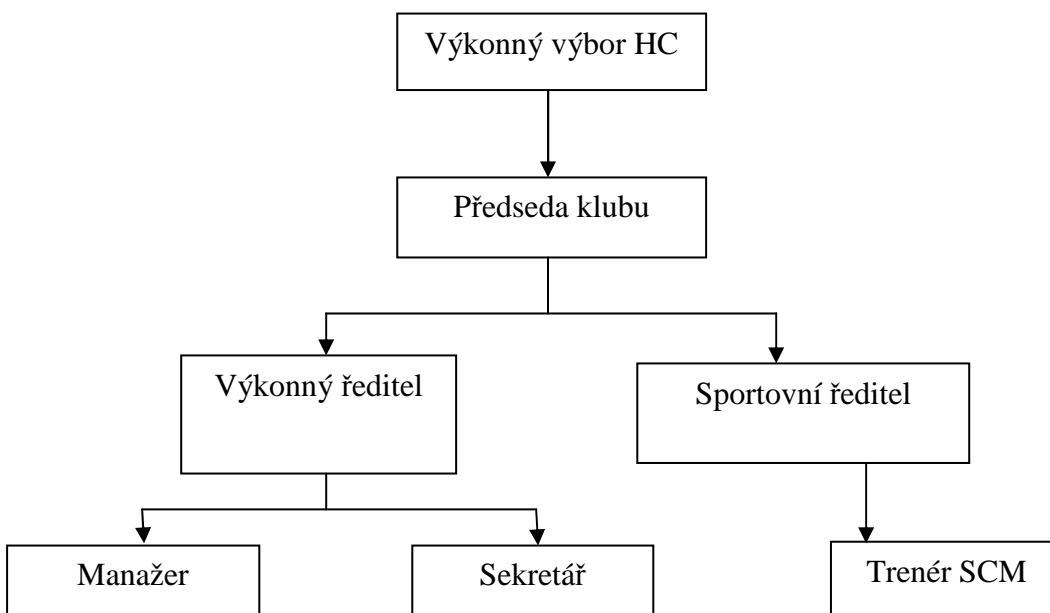 Výkonný výbor HC
Předseda klubu
Výkonný ředitel
Sportovní ředitel
Manažer
Sekretář
Trenér SCM